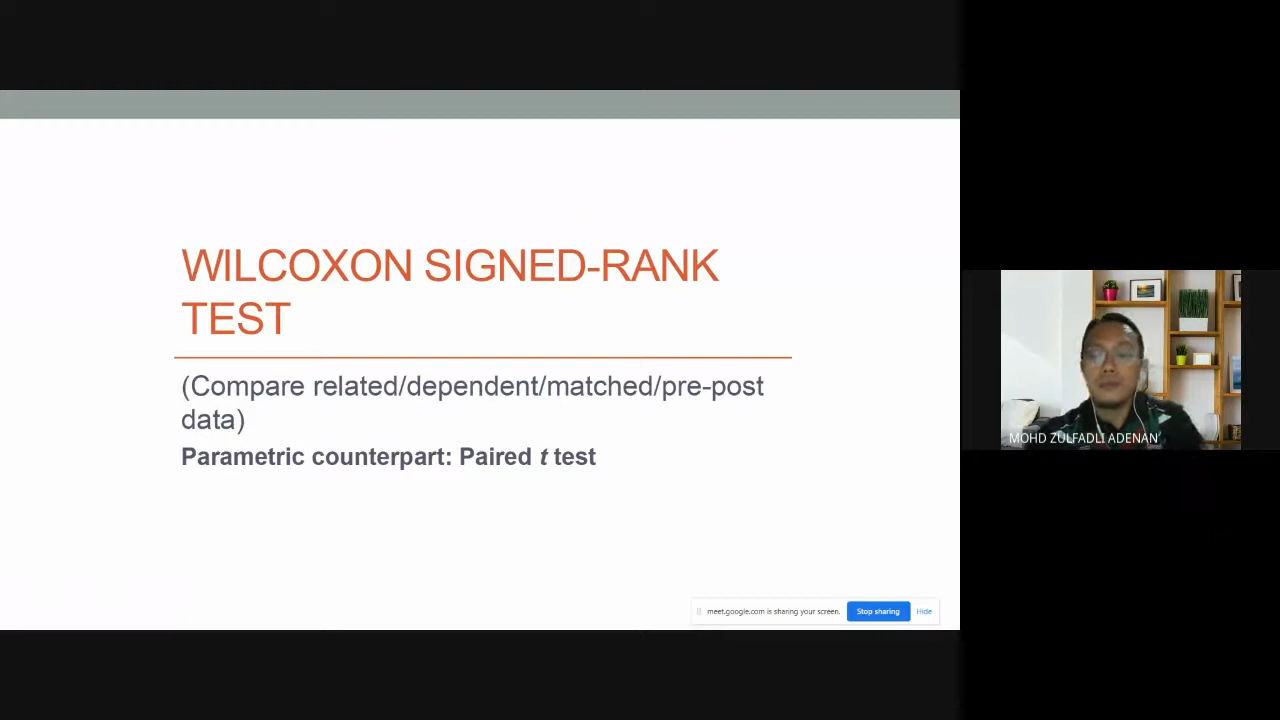 WILCOXON SIGNED-RANK
TEST
(Compare related/dependent/matched/pre-post
data)
Parametric counterpart: Paired t test
meet.google.com is sharing your screen.
Stop sharing
Hide
MOHD ZULFADLI ADENAN